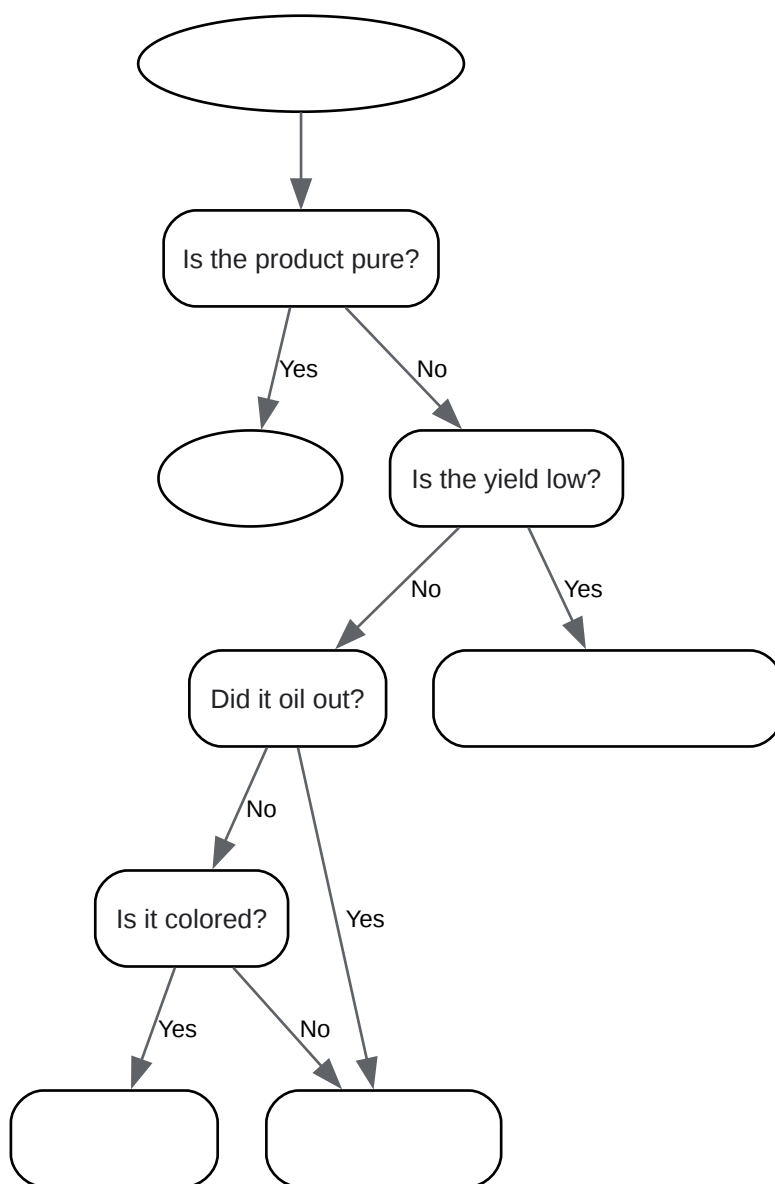 Is the product pure?
Yes
No
Is the yield low?
No
Yes
Did it oil out?
No
Yes
Is it colored?
Yes
No